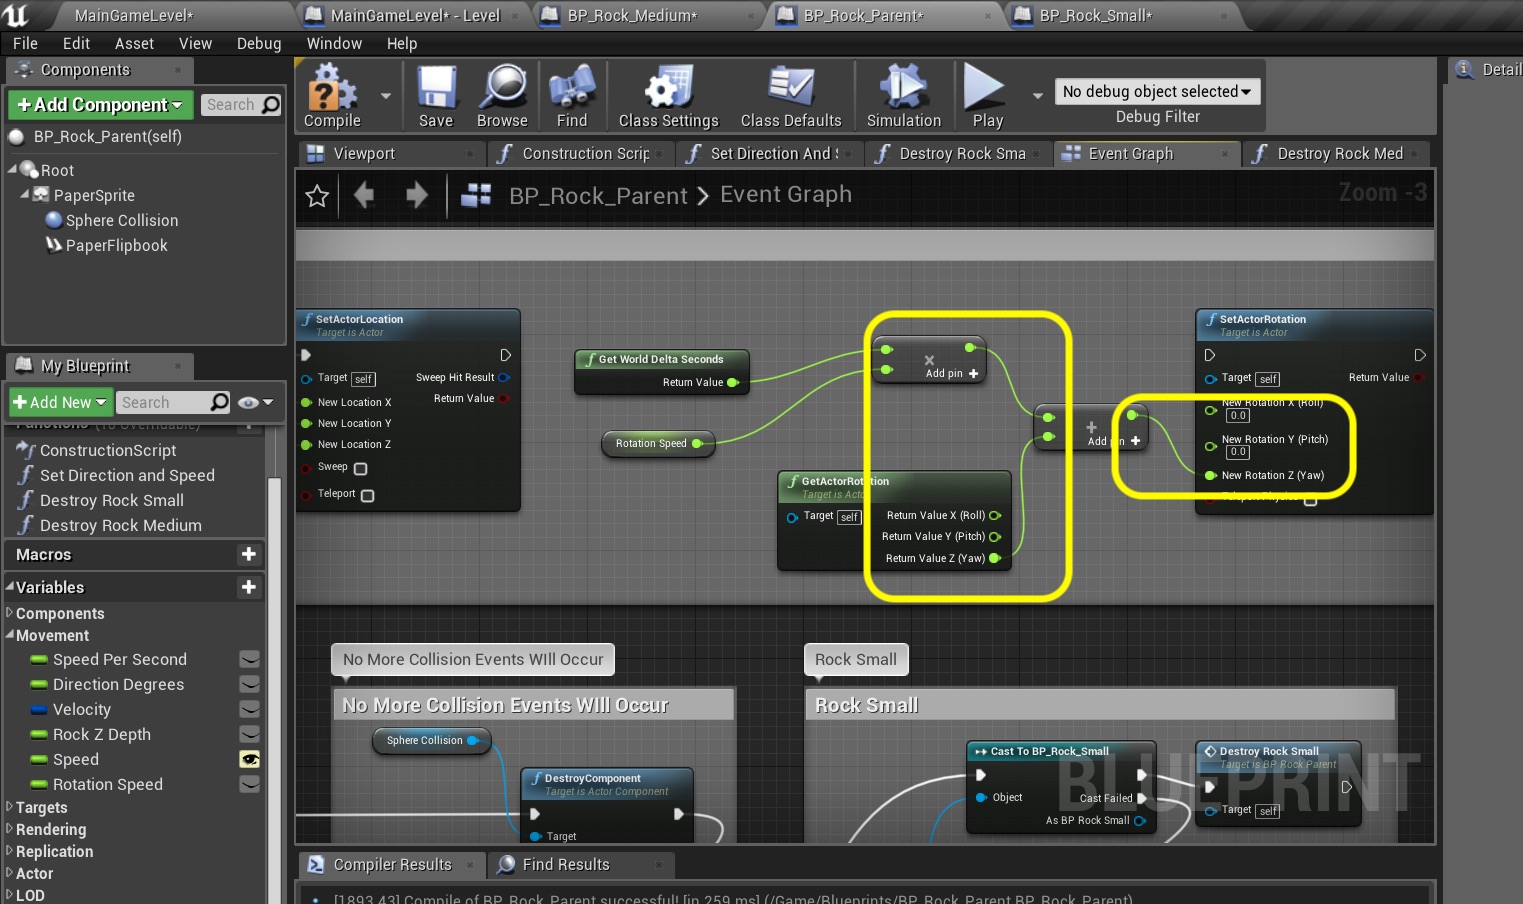 MainGameLevel*
MainGameLevel* - Level
BP_Rock_Medium*
BP_Rock_Parent*
BP_Rock_Small*
File Edit Asset View Debug Window Help
Components
Detail
+Add Component
Search
BP_Rock_Parent(self)
Root
PaperSprite
Sphere Collision
PaperFlipbook
Compile
Save
Browse
Find
Class Settings
Class Defaults
Simulation
Play
No debug object selected
Debug Filter
Viewport
Construction Scrip
Set Direction And S
Destroy Rock Sma
Event Graph
Destroy Rock Med
BP_Rock_Parent > Event Graph
Zoom -3
My Blueprint
+Add New
Search
Functions (18 Overridable)
ConstructionScript
Set Direction and Speed
Destroy Rock Small
Destroy Rock Medium
Macros
Variables
Components
Movement
Speed Per Second
Direction Degrees
Velocity
Rock Z Depth
Speed
Rotation Speed
Targets
Rendering
Replication
Actor
LOD
SetActorLocation
Target is Actor
Target self
Sweep Hit Result
New Location X
Return Value
New Location Y
New Location Z
Sweep
Teleport
Get World Delta Seconds
Return Value
Rotation Speed
×
Add pin +
GetActorRotation
Target is Actor
Target self
Return Value X (Roll)
Return Value Y (Pitch)
Return Value Z (Yaw)
+
Add pin +
SetActorRotation
Target is Actor
Target self
Return Value
New Rotation X (Roll)
0.0
New Rotation Y (Pitch)
0.0
New Rotation Z (Yaw)
Teleport Physics
No More Collision Events WIll Occur
No More Collision Events WIll Occur
Sphere Collision
DestroyComponent
Target is Actor Component
Target
Rock Small
Rock Small
Cast To BP_Rock_Small
Object
Cast Failed
As BP Rock Small
Destroy Rock Small
Target is BP Rock Parent
Target self
BLUEPRINT
Compiler Results
Find Results
[1893.43] Compile of BP_Rock_Parent successful! [in 259 ms] (/Game/Blueprints/BP_Rock_Parent.BP_Rock_Parent)